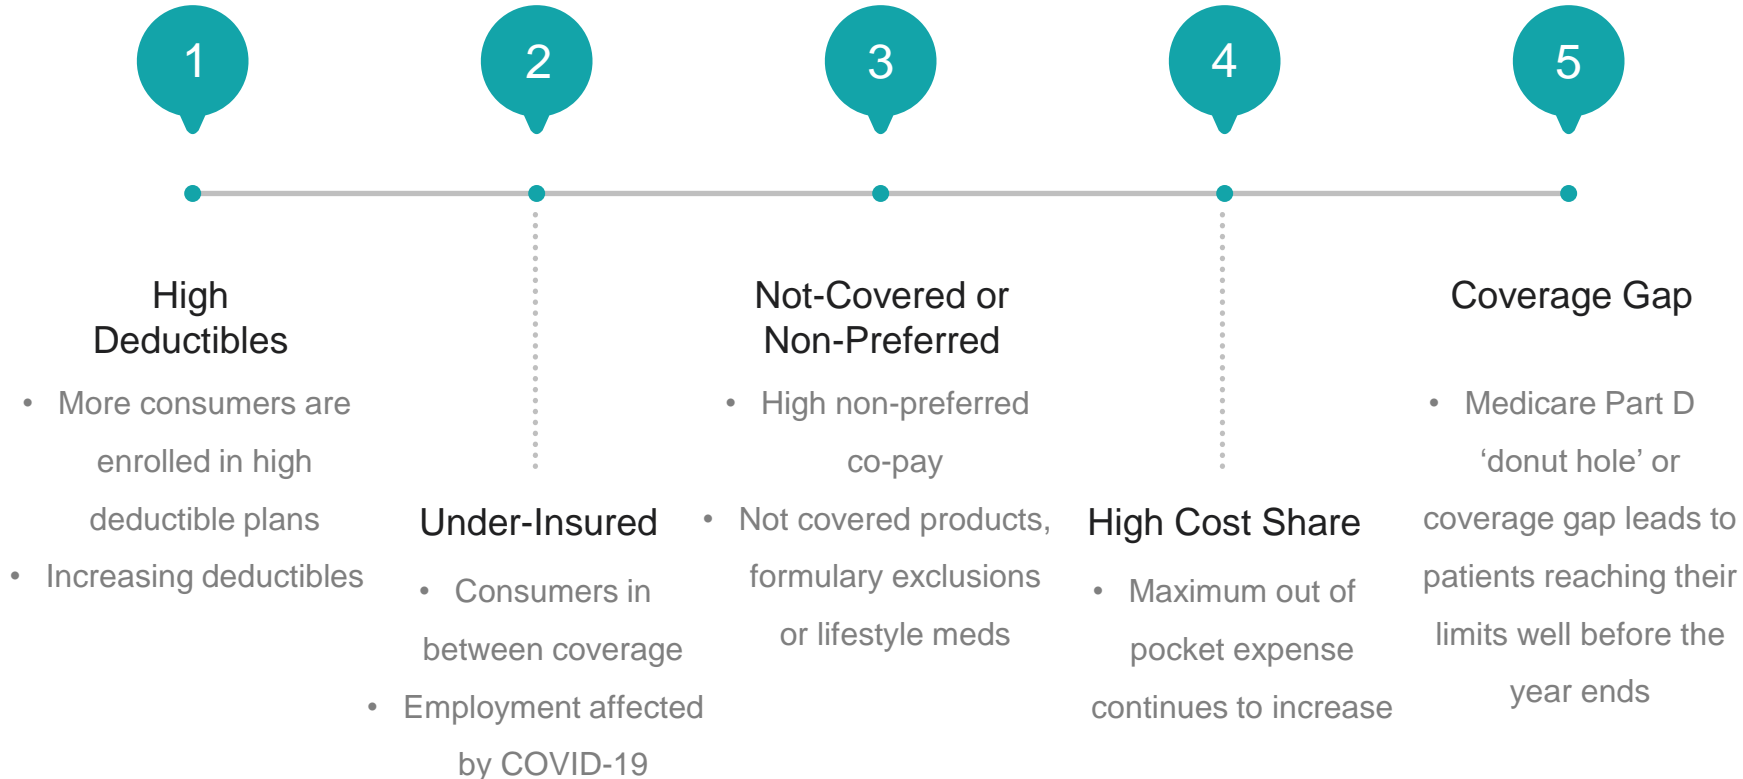 1
2
3
4
5
High
Deductibles
• More consumers are
enrolled in high
deductible plans
• Increasing deductibles
Under-Insured
• Consumers in
between coverage
• Employment affected
by COVID-19
Not-Covered or
Non-Preferred
• High non-preferred
co-pay
• Not covered products,
formulary exclusions
or lifestyle meds
High Cost Share
• Maximum out of
pocket expense
continues to increase
Coverage Gap
• Medicare Part D
‘donut hole’ or
coverage gap leads to
patients reaching their
limits well before the
year ends